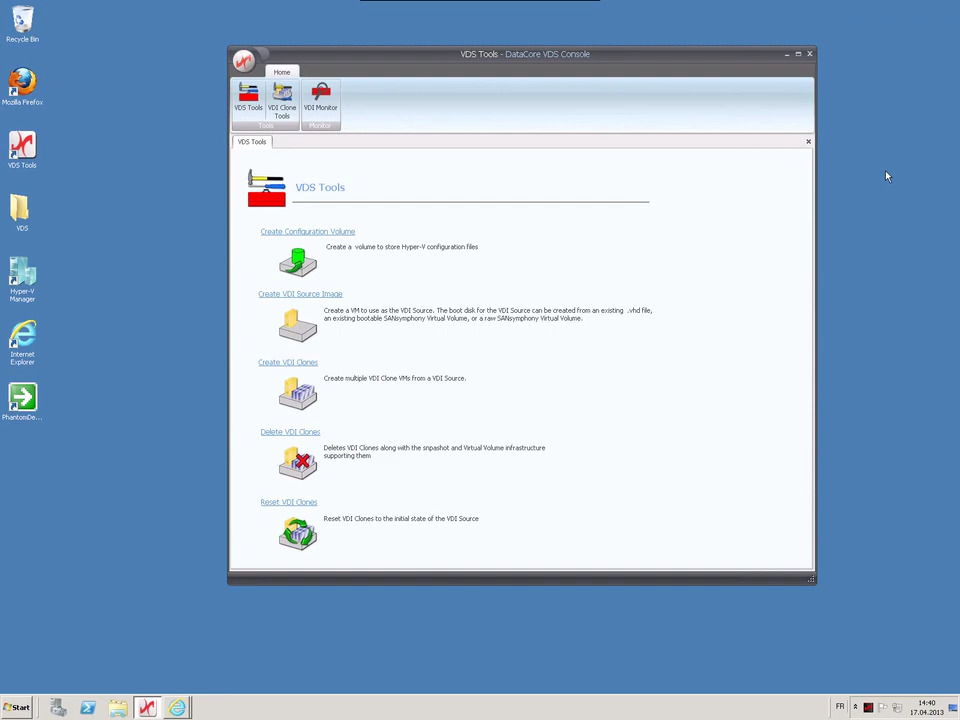 Recycle Bin
Mozilla Firefox
VDS Tools
VDS
Hyper-V
Manager
Internet
Explorer
PhantomDe...
VDS Tools - DataCore VDS Console
Home
VDS Tools
VDI Clone
Tools
VDI Monitor
Tools
Monitor
VDS Tools
VDS Tools
Create Configuration Volume
Create a volume to store Hyper-V configuration files
Create VDI Source Image
Create a VM to use as the VDI Source. The boot disk for the VDI Source can be created from an existing .vhd file,
an existing bootable SANsymphony Virtual Volume, or a raw SANsymphony Virtual Volume.
Create VDI Clones
Create multiple VDI Clone VMs from a VDI Source.
Delete VDI Clones
Deletes VDI Clones along with the snpashot and Virtual Volume infrastructure
supporting them
Reset VDI Clones
Reset VDI Clones to the initial state of the VDI Source
Start
FR
14:40
17.04.2013